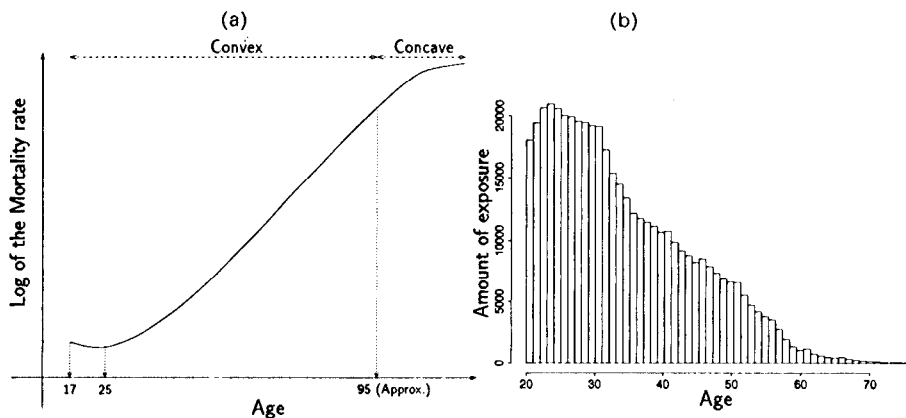 (a)
Convex
Concave
Log of the Mortality rate
17
25
95 (Approx.)
Age
(b)
Amount of exposure
20000
15000
10000
5000
0
20
30
40
50
60
70
Age